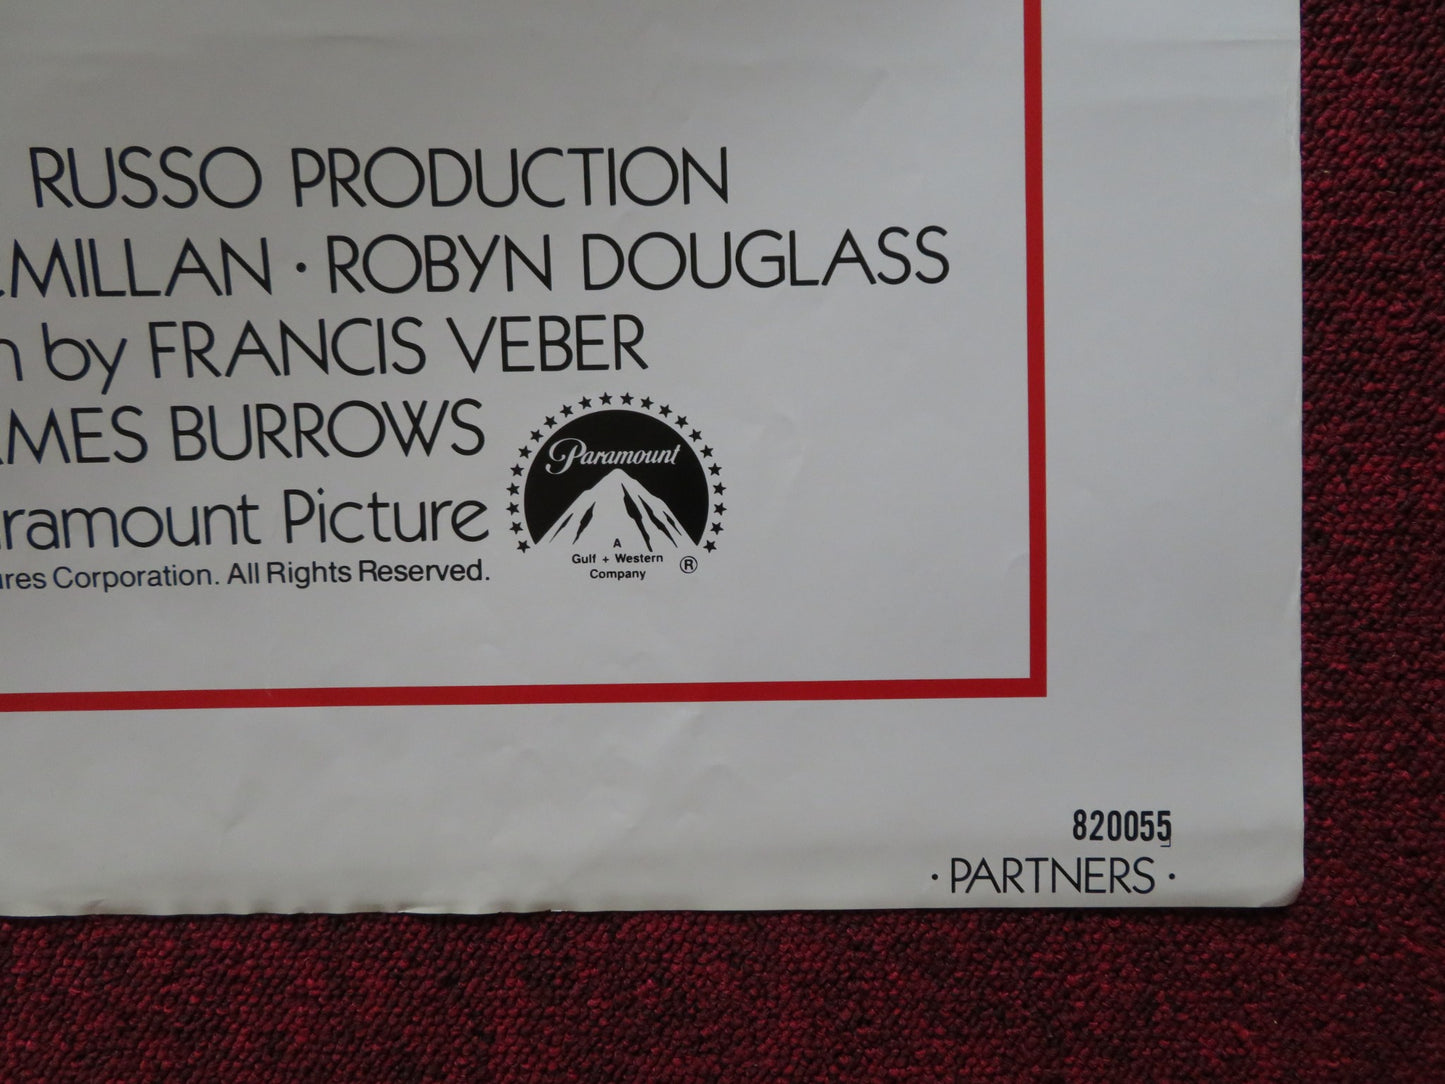 RUSSO PRODUCTION
MILLAN · ROBYN DOUGLASS
by FRANCIS VEBER
AMES BURROWS
Paramount
aramount Picture
A
Gulf + Western
Company
®
ures Corporation. All Rights Reserved.
820055
· PARTNERS ·